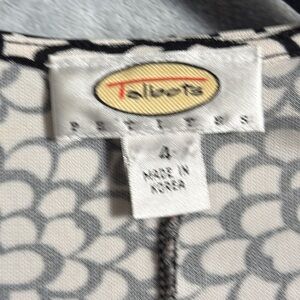 Talbots
PETITES
4
MADE IN
KOREA